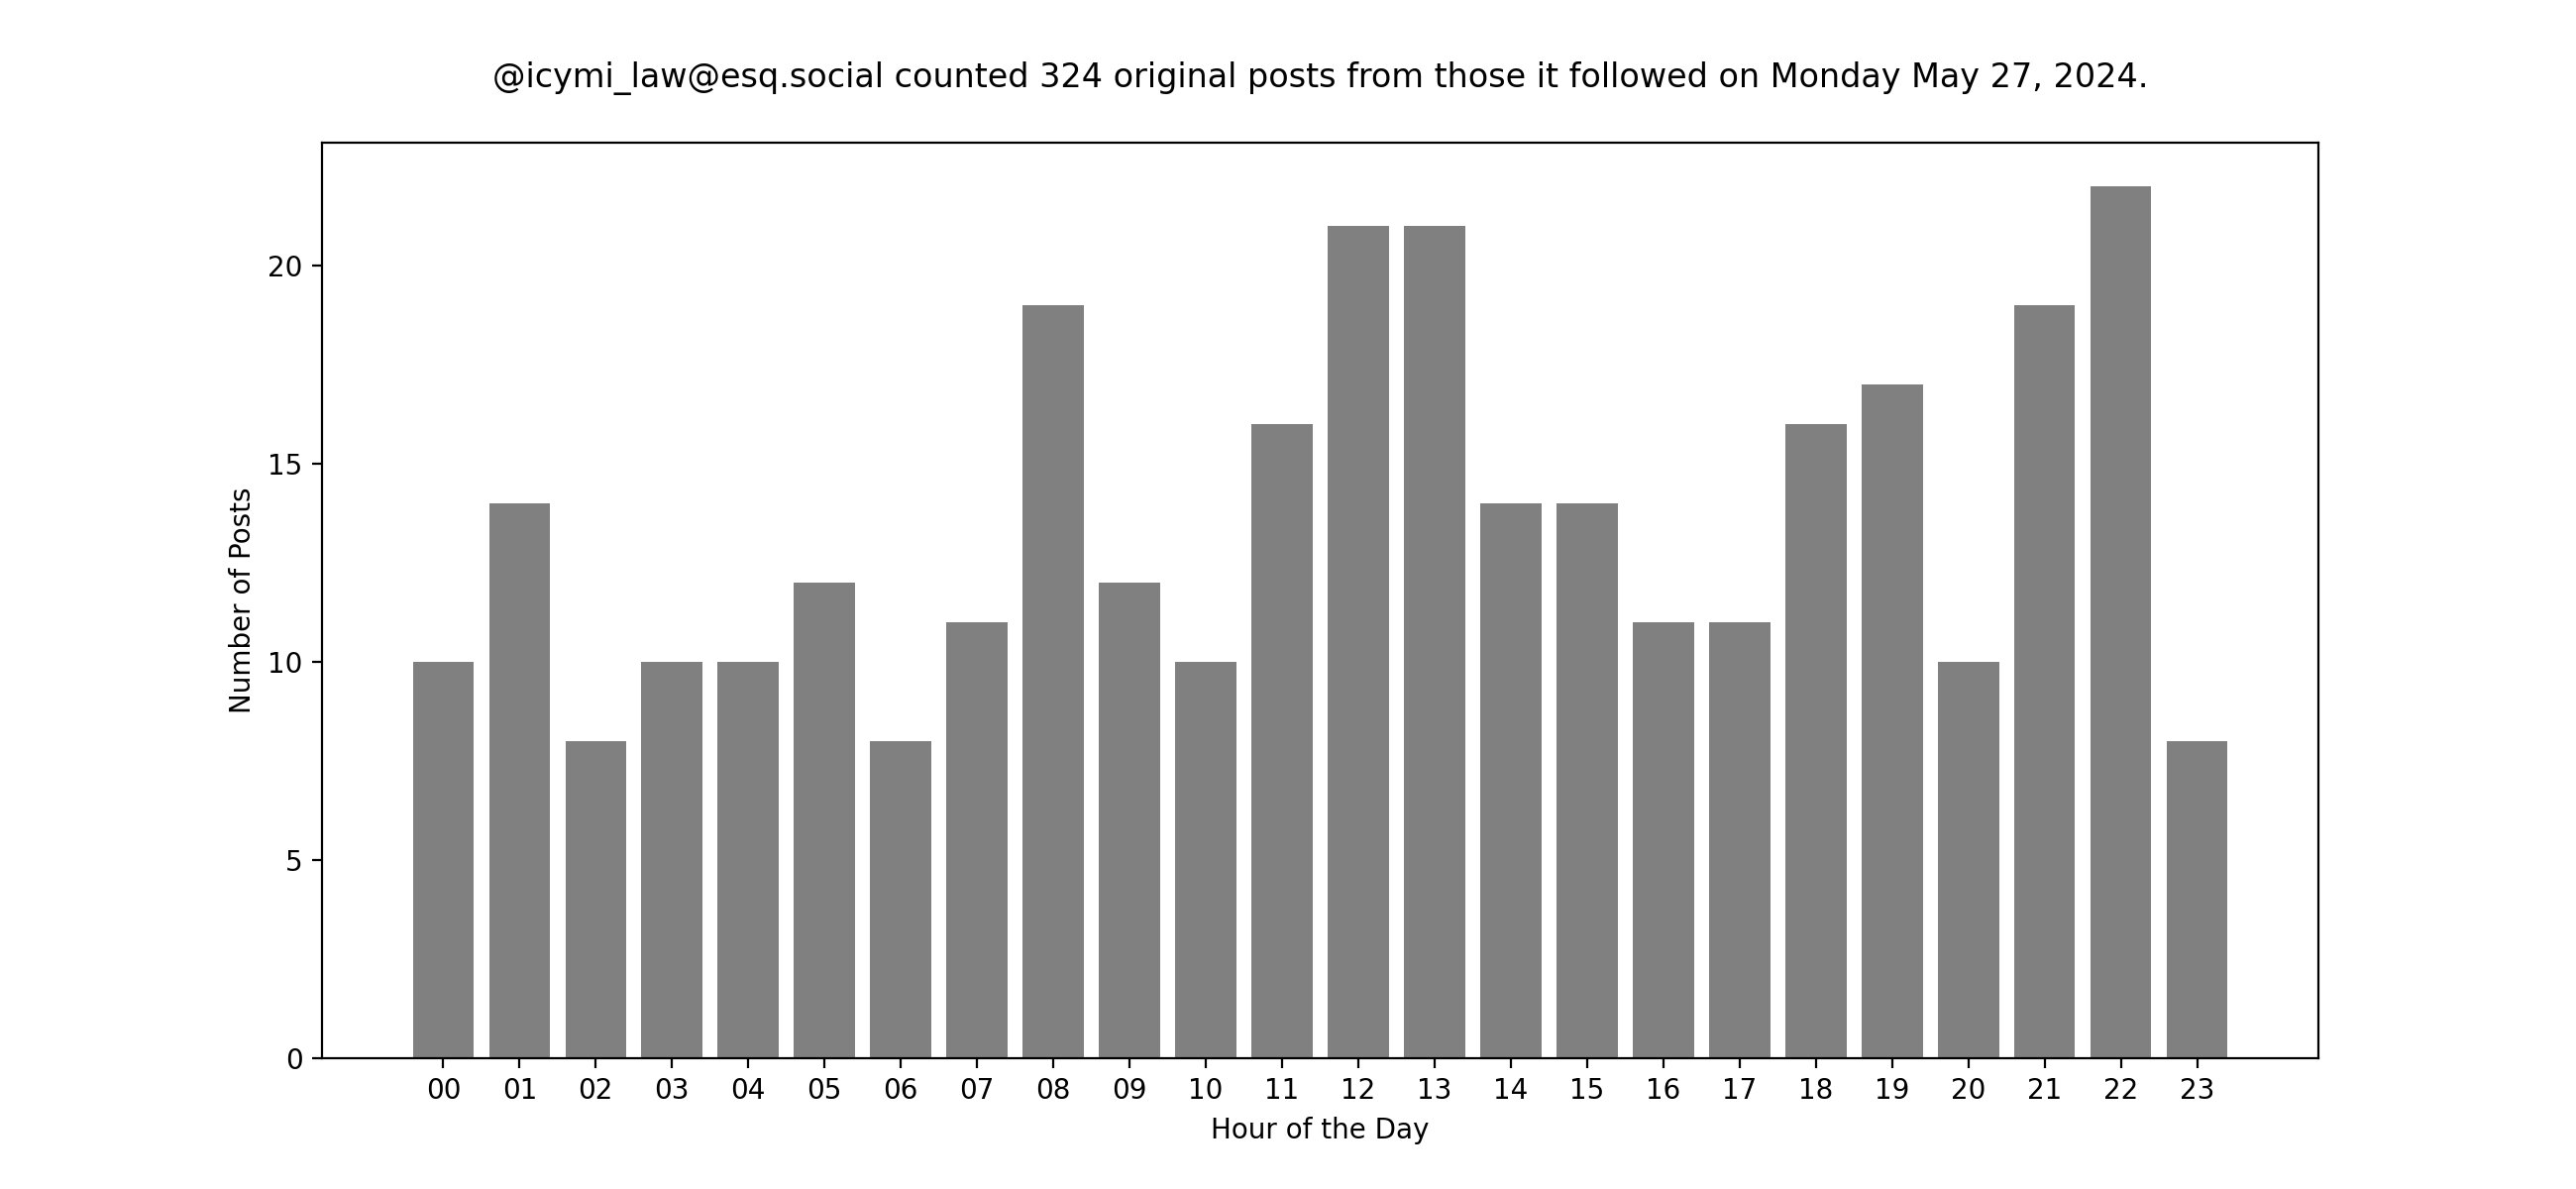 @icymi_law@esq.social counted 324 original posts from those it followed on Monday May 27, 2024.
Number of Posts
20
15
10
5
0
00 01 02 03 04 05 06 07 08 09 10 11 12 13 14 15 16 17 18 19 20 21 22 23
Hour of the Day